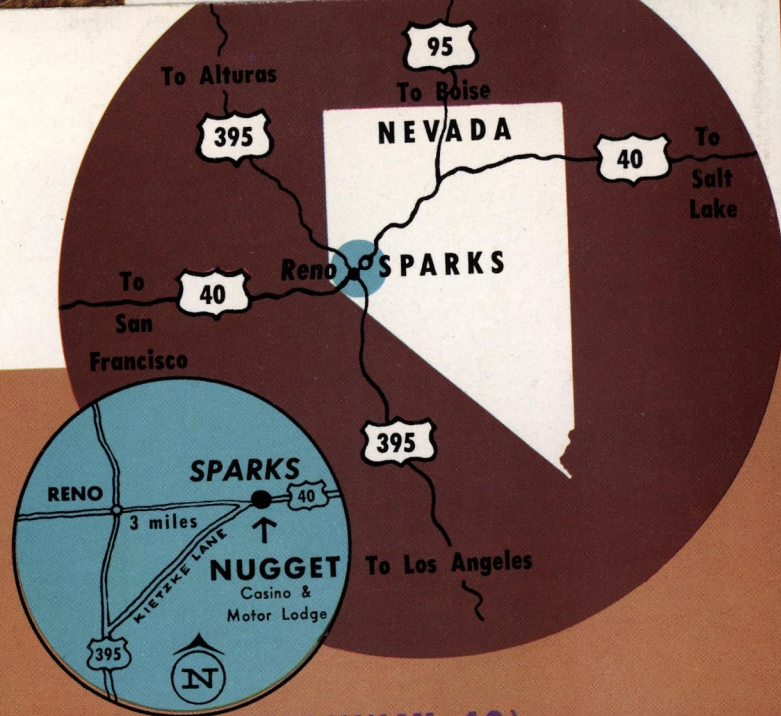 95
To Alturas
To Boise
395
NEVADA
40
To
Salt
Lake
Reno
SPARKS
To
San
Francisco
40
395
To Los Angeles
SPARKS
RENO
40
3 miles
KIETZKE LANE
NUGGET
Casino &
Motor Lodge
395
N
40)